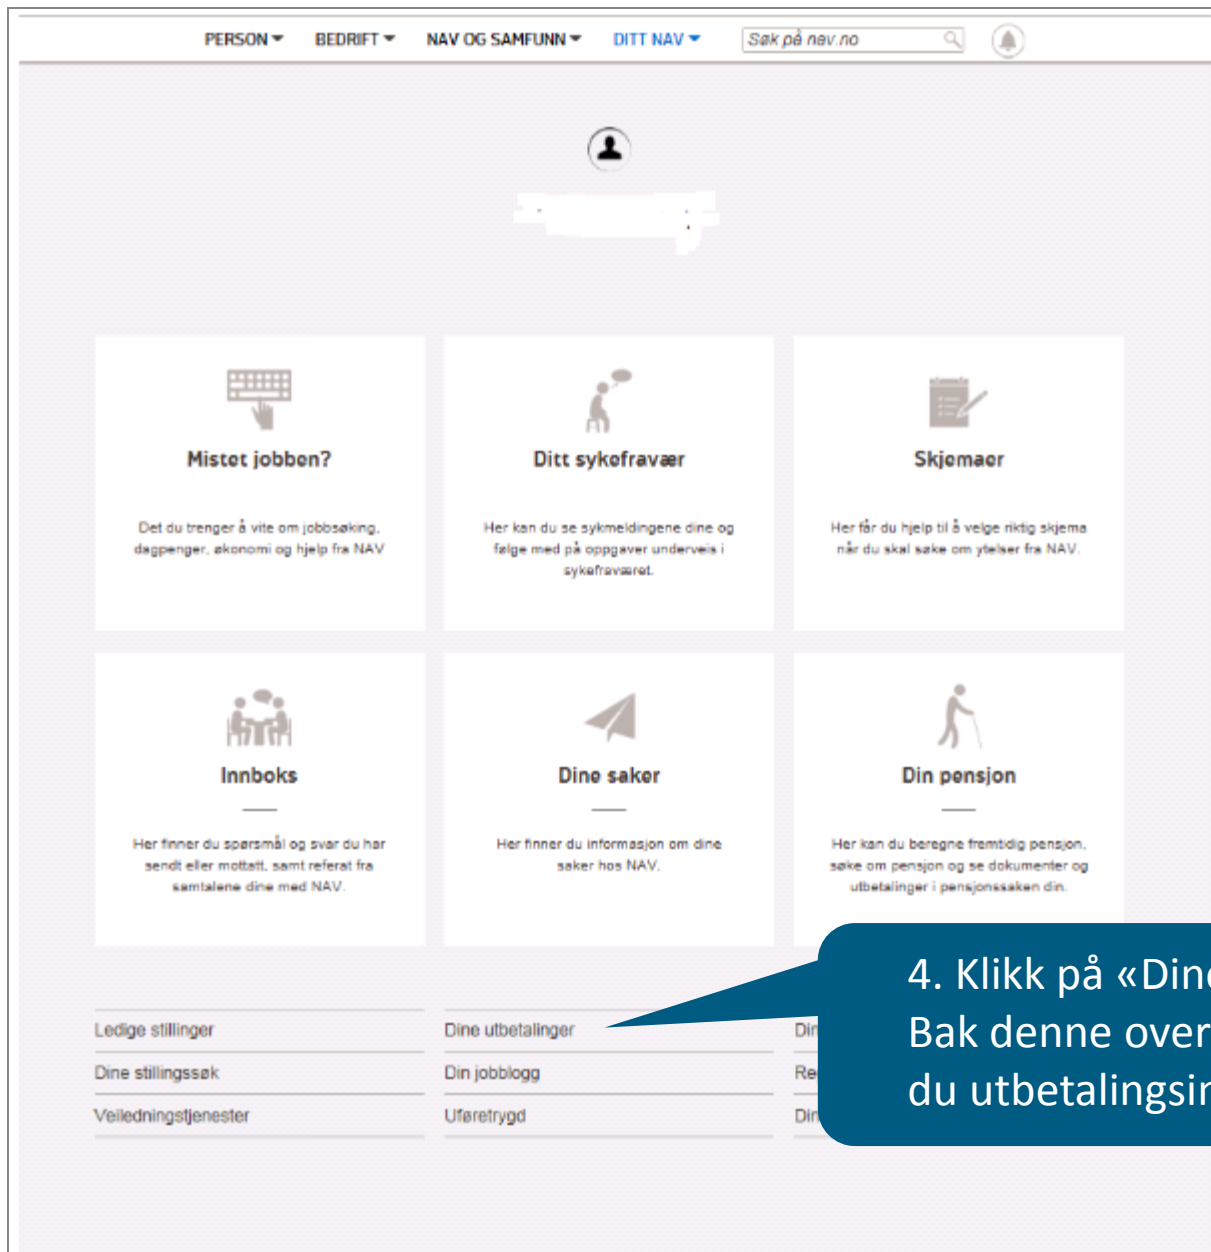 PERSON BEDRIFT NAV OG SAMFUNN DITT NAV Søk på nav.no
Mistet jobben?
Det du trenger å vite om jobbsøking,
dagpenger, økonomi og hjelp fra NAV
Ditt sykefravær
Her kan du se sykmeldingene dine og
følge med på oppgaver underveis i
sykefraværet.
Skjemaer
Her får du hjelp til å velge riktig skjema
når du skal søke om ytelser fra NAV.
Innboks
Her finner du spørsmål og svar du har
sendt eller mottatt, samt referat fra
samtalene dine med NAV.
Dine saker
Her finner du informasjon om dine
saker hos NAV.
Din pensjon
Her kan du beregne fremtidig pensjon,
søke om pensjon og se dokumenter og
utbetalinger i pensjonssaken din.
Ledige stillinger
Dine stillingssøk
Veiledningstjenester
Dine utbetalinger
Din jobblogg
Uføretrygd
Din
Re
Din
4. Klikk på «Dine
Bak denne over
du utbetalingsin